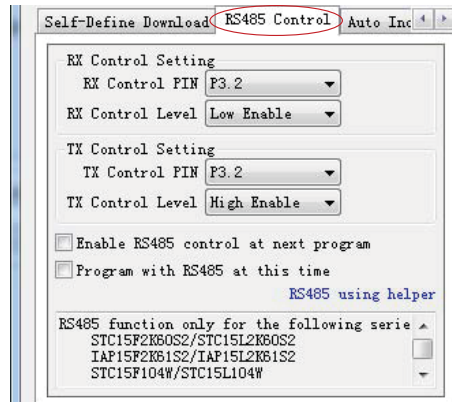 Self-Define Download RS485 Control Auto Inc
RX Control Setting
RX Control PIN P3.2
RX Control Level Low Enable
TX Control Setting
TX Control PIN P3.2
TX Control Level High Enable
Enable RS485 control at next program
Program with RS485 at this time
RS485 using helper
RS485 function only for the following serie
STC15F2K60S2/STC15L2K60S2
IAP15F2K61S2/IAP15L2K61S2
STC15F104W/STC15L104W